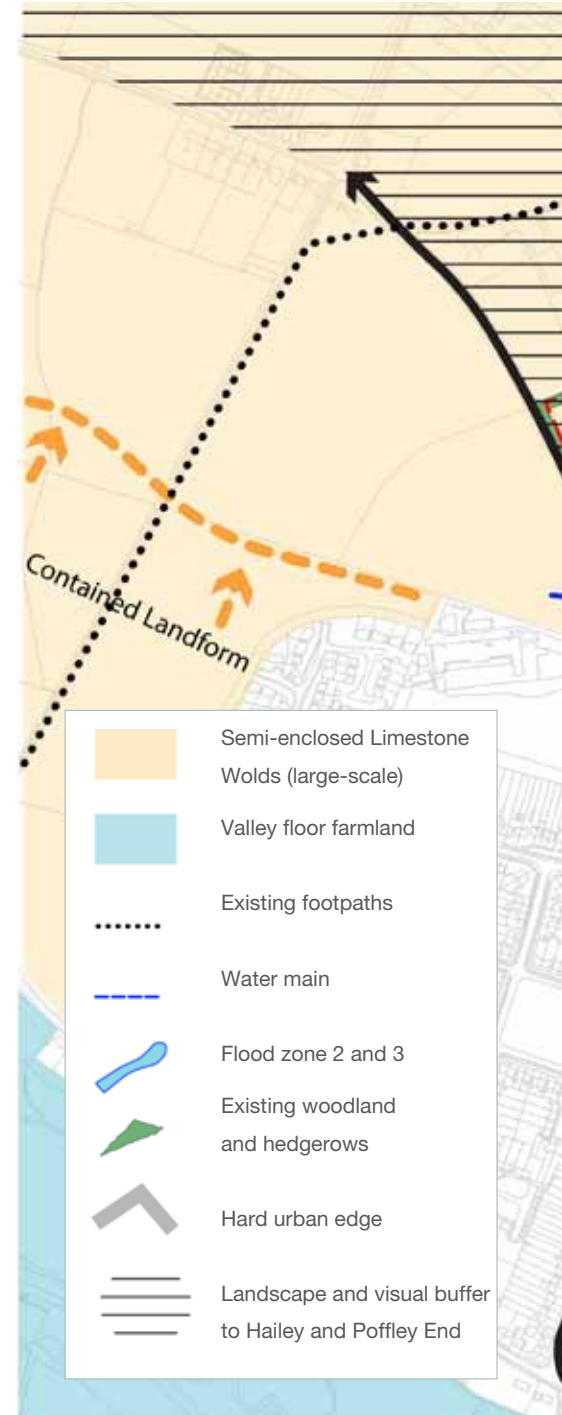 Contained Landform
Semi-enclosed Limestone
Wolds (large-scale)
Valley floor farmland
Existing footpaths
Water main
Flood zone 2 and 3
Existing woodland
and hedgerows
Hard urban edge
Landscape and visual buffer
to Hailey and Poffley End